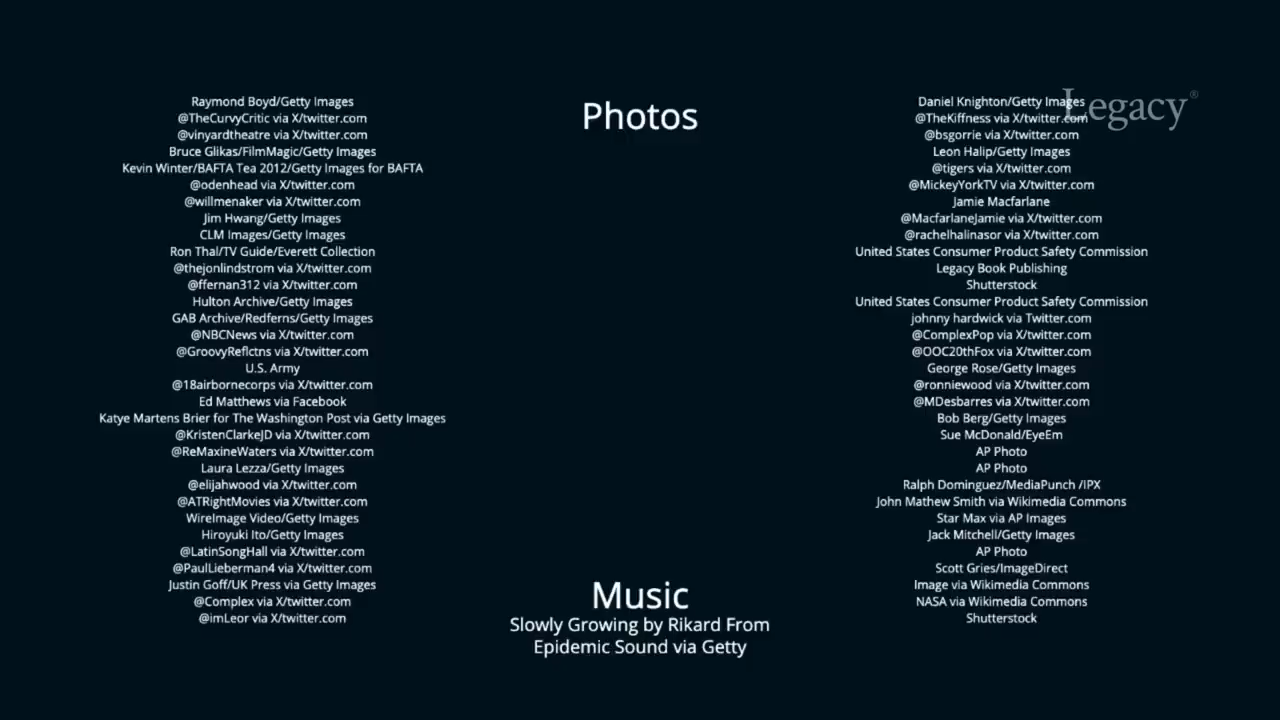 Raymond Boyd/Getty Images
@TheCurvyCritic via X/twitter.com
@vinyardtheatre via X/twitter.com
Bruce Glikas/FilmMagic/Getty Images
Kevin Winter/BAFTA Tea 2012/Getty Images for BAFTA
@odenhead via X/twitter.com
@willmenaker via X/twitter.com
Jim Hwang/Getty Images
CLM Images/Getty Images
Ron Thal/TV Guide/Everett Collection
@thejonlindstrom via X/twitter.com
@ffernan312 via X/twitter.com
Hulton Archive/Getty Images
GAB Archive/Redferns/Getty Images
@NBCNews via X/twitter.com
@GroovyReflctns via X/twitter.com
U.S. Army
@18airbornecorps via X/twitter.com
Ed Matthews via Facebook
Katye Martens Brier for The Washington Post via Getty Images
@KristenClarkeJD via X/twitter.com
@ReMaxineWaters via X/twitter.com
Laura Lezza/Getty Images
@elijahwood via X/twitter.com
@ATRightMovies via X/twitter.com
WireImage Video/Getty Images
Hiroyuki Ito/Getty Images
@LatinSongHall via X/twitter.com
@PaulLieberman4 via X/twitter.com
Justin Goff/UK Press via Getty Images
@Complex via X/twitter.com
@imLeor via X/twitter.com
Photos
Music
Slowly Growing by Rikard From
Epidemic Sound via Getty
Legacy®
Daniel Knighton/Getty Images
@TheKiffness via X/twitter.com
@bsgorrie via X/twitter.com
Leon Halip/Getty Images
@tigers via X/twitter.com
@MickeyYorkTV via X/twitter.com
Jamie Macfarlane
@MacfarlaneJamie via X/twitter.com
@rachelhalinasor via X/twitter.com
United States Consumer Product Safety Commission
Legacy Book Publishing
Shutterstock
United States Consumer Product Safety Commission
johnny hardwick via Twitter.com
@ComplexPop via X/twitter.com
@OOC20thFox via X/twitter.com
George Rose/Getty Images
@ronniewood via X/twitter.com
@MDesbarres via X/twitter.com
Bob Berg/Getty Images
Sue McDonald/EyeEm
AP Photo
AP Photo
Ralph Dominguez/MediaPunch /IPX
John Mathew Smith via Wikimedia Commons
Star Max via AP Images
Jack Mitchell/Getty Images
AP Photo
Scott Gries/ImageDirect
Image via Wikimedia Commons
NASA via Wikimedia Commons
Shutterstock